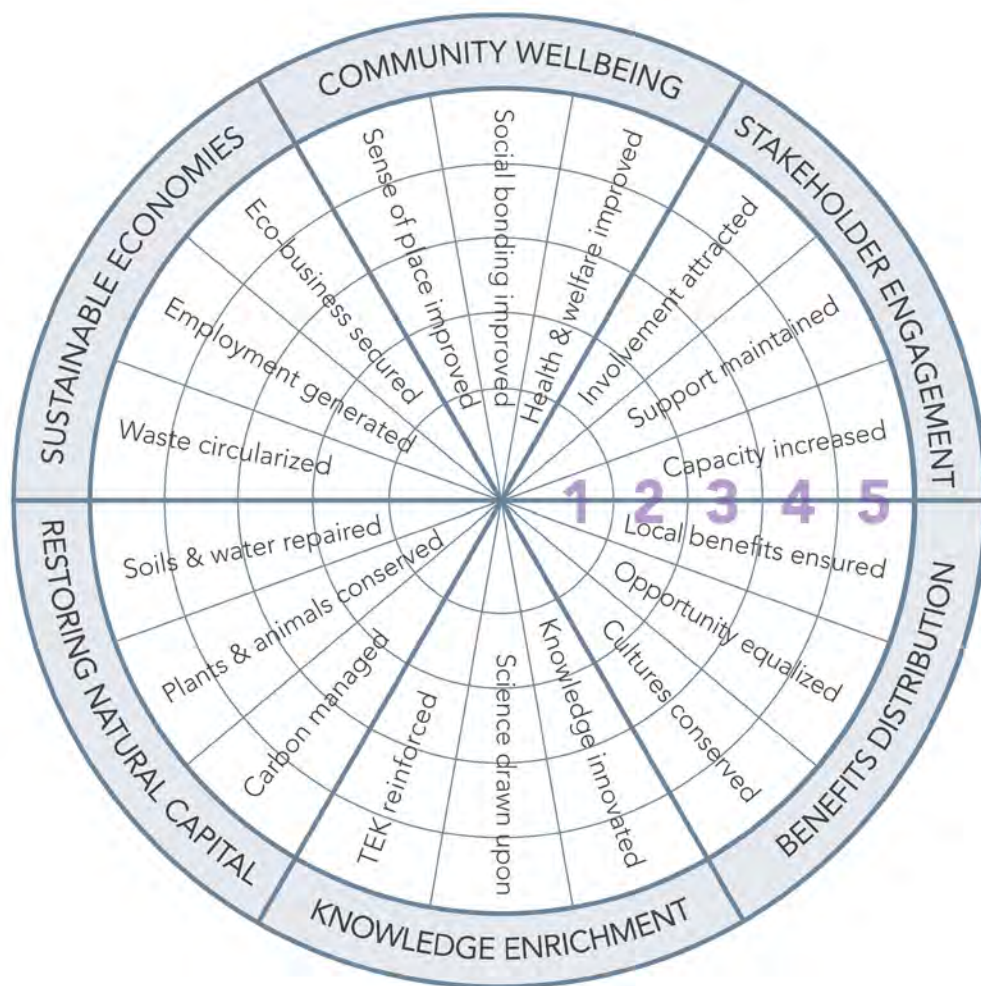 COMMUNITY WELLBEING
Sense of place improved
Social bonding improved
Health & welfare improved
STAKEHOLDER ENGAGEMENT
Involvement attracted
Support maintained
Capacity increased
1 2 3 4 5
BENEFITS DISTRIBUTION
Local benefits ensured
Opportunity equalized
Cultures conserved
KNOWLEDGE ENRICHMENT
Knowledge innovated
Science drawn upon
TEK reinforced
RESTORING NATURAL CAPITAL
Carbon managed
Plants & animals conserved
Soils & water repaired
SUSTAINABLE ECONOMIES
Waste circularized
Employment generated
Eco-business secured